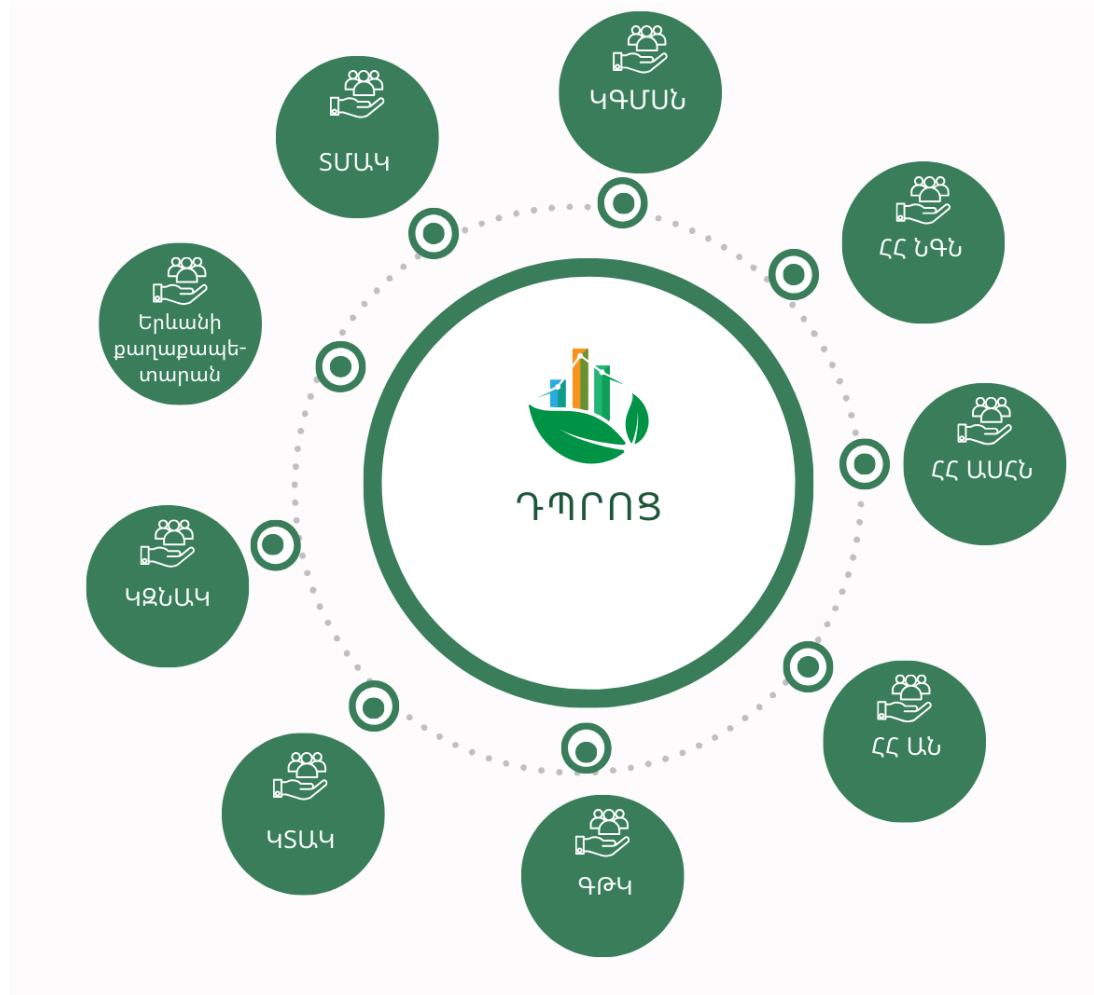 ԿԳՄՍՆ
ՏՄԱԿ
ՀՀ ՆԳՆ
Երևանի
քաղաքապե-
տարան
ՀՀ ԱՍՀՆ
ԴՊՐՈՑ
ԿԶՆԱԿ
ՀՀ ԱՆ
ԿՏԱԿ
ԳԹԿ